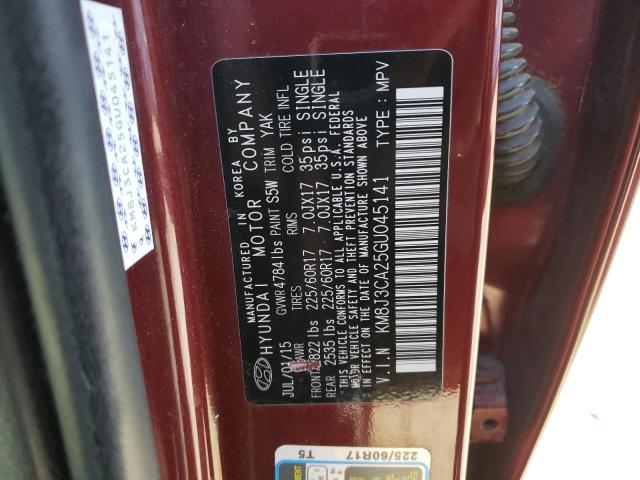 KM8J3CA25GU045141
MANUFACTURED IN KOREA BY
HYUNDAI MOTOR COMPANY
JUL/01/15 GVWR 4784 lbs PAINT S5W TRIM YAK
TIRES RIMS COLD TIRE INFL
FRONT 225/60R17 7.0JX17 35psi SINGLE
REAR 2535 lbs 225/60R17 7.0JX17 35psi SINGLE
"THIS VEHICLE CONFORMS TO ALL APPLICABLE U.S.A. FEDERAL
MOTOR VEHICLE SAFETY AND THEFT PREVENTION STANDARDS
IN EFFECT ON THE DATE OF MANUFACTURE SHOWN ABOVE."
V.I.N KM8J3CA25GU045141 TYPE : MPV
225/60R17
T5